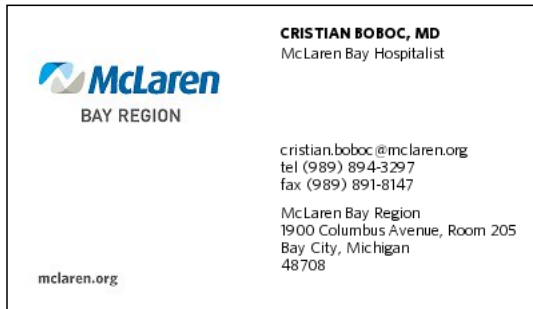 McLaren
BAY REGION
mclaren.org
CRISTIAN BOBOC, MD
McLaren Bay Hospitalist
cristian.boboc@mclaren.org
tel (989) 894-3297
fax (989) 891-8147
McLaren Bay Region
1900 Columbus Avenue, Room 205
Bay City, Michigan
48708